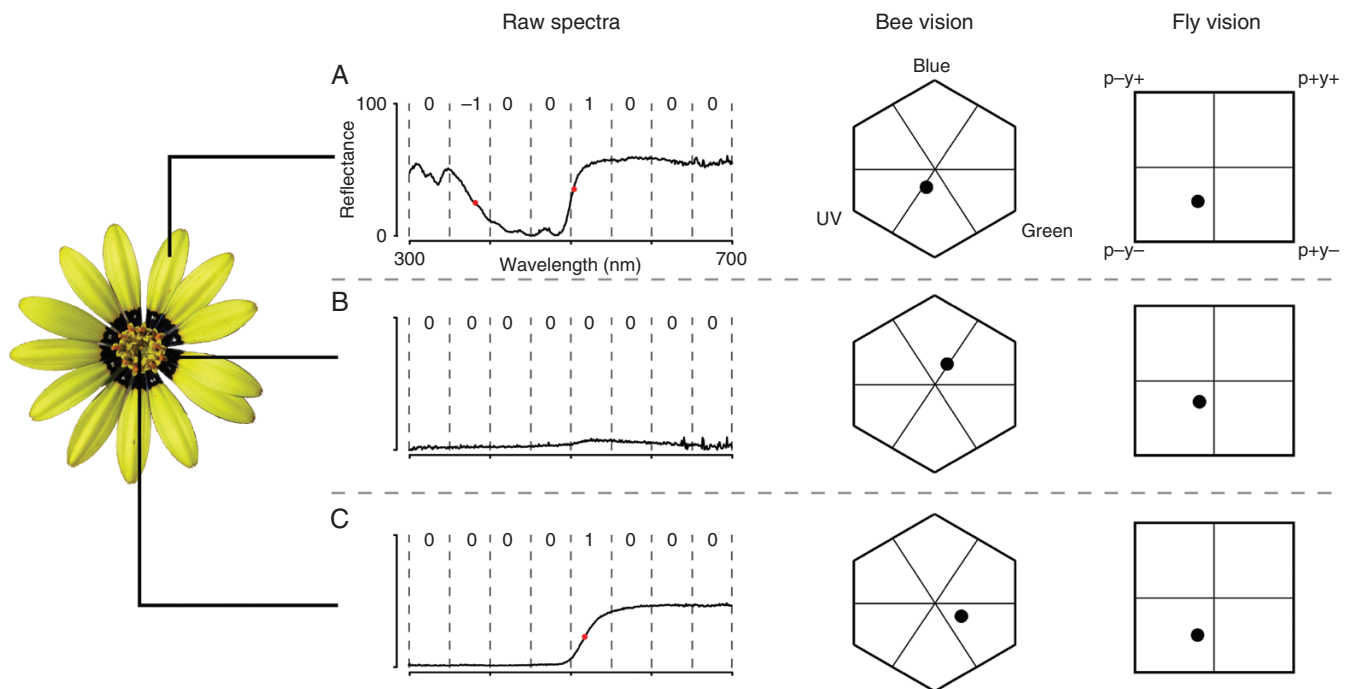 Raw spectra Bee vision Fly vision
A
100 0 –1 0 0 1 0 0 0
Reflectance
0
300 Wavelength (nm) 700
Blue
UV Green
p–y+ p+y+
p–y– p+y–
B
0 0 0 0 0 0 0 0
C
0 0 0 0 1 0 0 0